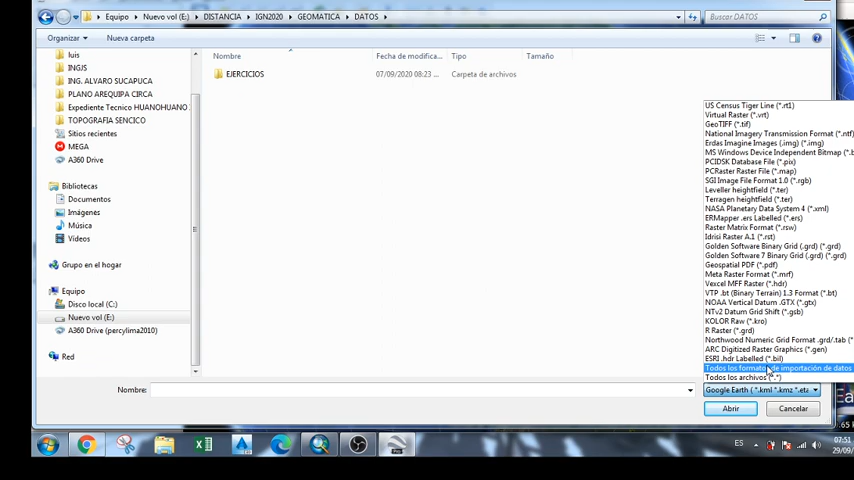 Equipo ▸ Nuevo vol (E:) ▸ DISTANCIA ▸ IGN2020 ▸ GEOMATICA ▸ DATOS ▸
Buscar DATOS
Organizar
Nueva carpeta
luis
INGJS
ING. ALVARO SUCAPUCA
PLANO AREQUIPA CIRCA
Expediente Tecnico HUANOHUANO
TOPOGRAFIA SENCICO
Sitios recientes
MEGA
A360 Drive
Bibliotecas
Documentos
Imágenes
Música
Vídeos
Grupo en el hogar
Equipo
Disco local (C:)
Nuevo vol (E:)
A360 Drive (percylima2010)
Red
Nombre
Fecha de modifica...
Tipo
Tamaño
EJERCICIOS
07/09/2020 08:23 ...
Carpeta de archivos
US Census Tiger Line (*.rt1)
Virtual Raster (*.vrt)
GeoTIFF (*.tif)
National Imagery Transmission Format (*.ntf)
Erdas Imagine Images (.img) (*.img)
MS Windows Device Independent Bitmap (*.b
PCIDSK Database File (*.pix)
PCRaster Raster File (*.map)
SGI Image File Format 1.0 (*.rgb)
Leveller heightfield (*.ter)
Terragen heightfield (*.ter)
NASA Planetary Data System 4 (*.xml)
ERMapper .ers Labelled (*.ers)
Raster Matrix Format (*.rsw)
Idrisi Raster A.1 (*.rst)
Golden Software Binary Grid (.grd) (*.grd)
Golden Software 7 Binary Grid (.grd) (*.grd)
Geospatial PDF (*.pdf)
Meta Raster Format (*.mrf)
Vexcel MFF Raster (*.hdr)
VTP .bt (Binary Terrain) 1.3 Format (*.bt)
NOAA Vertical Datum .GTX (*.gtx)
NTv2 Datum Grid Shift (*.gsb)
KOLOR Raw (*.kro)
R Raster (*.grd)
Northwood Numeric Grid Format .grd/.tab (*
ARC Digitized Raster Graphics (*.gen)
ESRI .hdr Labelled (*.bil)
Todos los formatos de importación de datos
Todos los archivos (*.*)
Nombre:
Google Earth ( *.kml *.kmz *.eta
Abrir
Cancelar
ES
07:51
29/09/